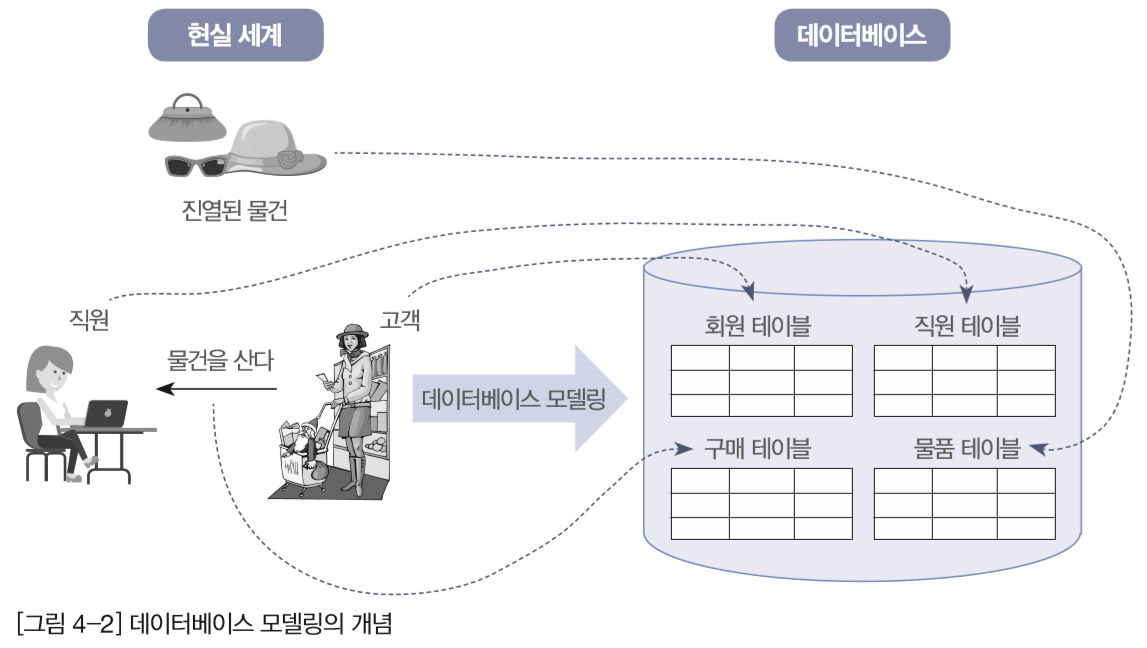 현실 세계
데이터베이스
진열된 물건
직원
고객
물건을 산다
데이터베이스 모델링
회원 테이블
직원 테이블
구매 테이블
물품 테이블
[그림 4–2] 데이터베이스 모델링의 개념